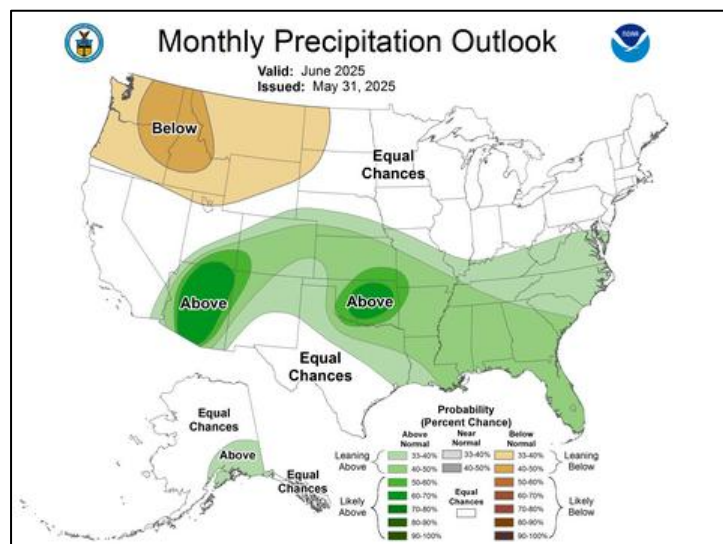 NOAA
Monthly Precipitation Outlook
Valid: June 2025
Issued: May 31, 2025
Below
Equal
Chances
Above
Above
Equal
Chances
Equal
Chances
Above
Equal
Chances
Probability
(Percent Chance)
Above
Normal
Near
Normal
Below
Normal
Leaning
Above
33-40%
40-50%
33-40%
40-50%
33-40%
40-50%
Leaning
Below
Likely
Above
50-60%
60-70%
70-80%
80-90%
90-100%
Equal
Chances
50-60%
60-70%
70-80%
80-90%
90-100%
Likely
Below